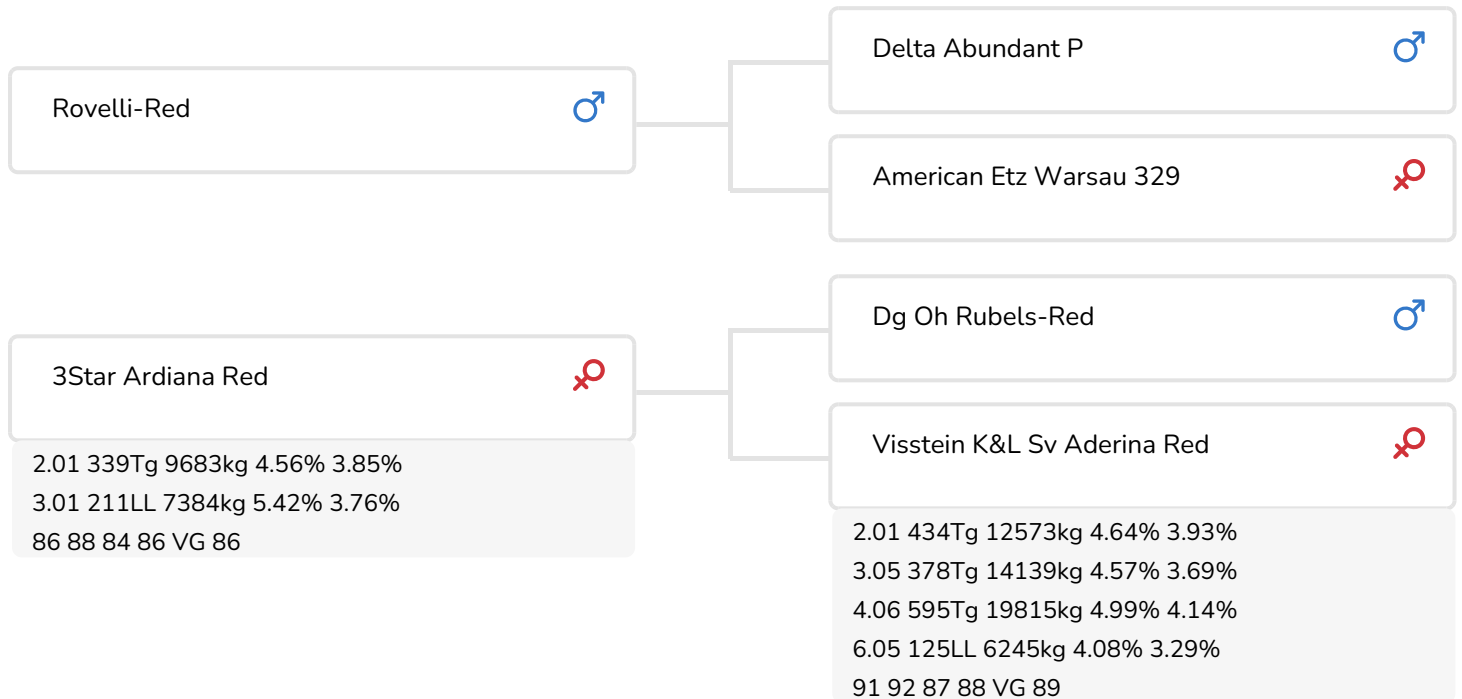 Delta Abundant P
Rovelli-Red
American Etz Warsau 329
Dg Oh Rubels-Red
3Star Ardiana Red
2.01 339Tg 9683kg 4.56% 3.85%
3.01 211LL 7384kg 5.42% 3.76%
86 88 84 86 VG 86
Visstein K&L Sv Aderina Red
2.01 434Tg 12573kg 4.64% 3.93%
3.05 378Tg 14139kg 4.57% 3.69%
4.06 595Tg 19815kg 4.99% 4.14%
6.05 125LL 6245kg 4.08% 3.29%
91 92 87 88 VG 89